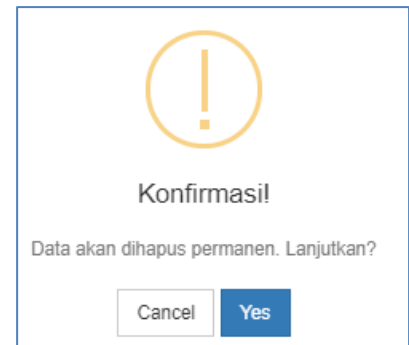 Konfirmasi!
Data akan dihapus permanen. Lanjutkan?
Cancel
Yes